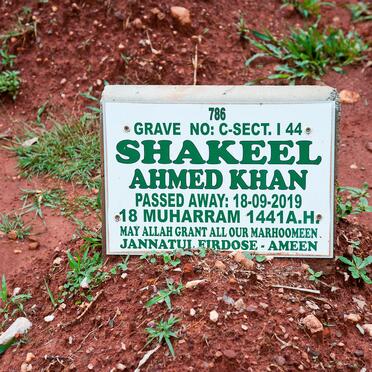 786
GRAVE NO: C-SECT. I 44
SHAKEEL
AHMED KHAN
PASSED AWAY: 18-09-2019
18 MUHARRAM 1441A.H
MAY ALLAH GRANT ALL OUR MARHOOMEEN
JANNATUL FIRDOSE - AMEEN